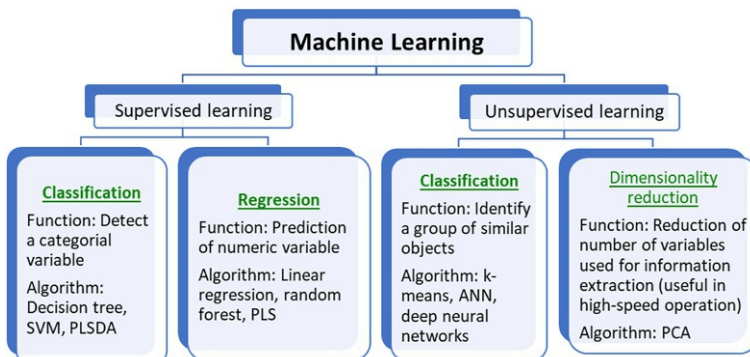 Machine Learning
Supervised learning
Unsupervised learning
Classification
Function: Detect
a categorial
variable
Algorithm:
Decision tree,
SVM, PLSDA
Regression
Function: Prediction
of numeric variable
Algorithm: Linear
regression, random
forest, PLS
Classification
Function: Identify
a group of similar
objects
Algorithm: k-
means, ANN,
deep neural
networks
Dimensionality
reduction
Function: Reduction of
number of variables
used for information
extraction (useful in
high-speed operation)
Algorithm: PCA